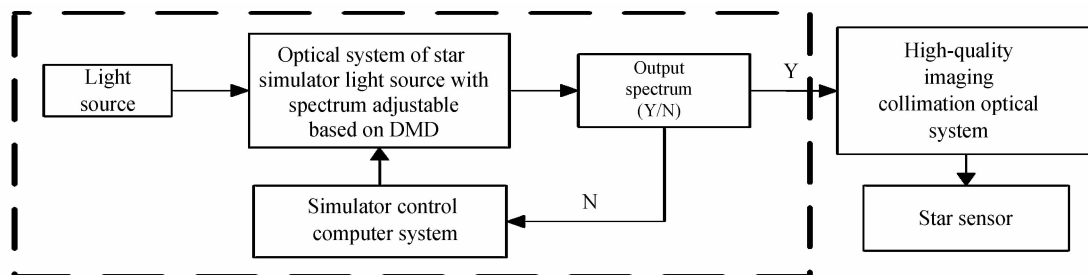 Light
source
Optical system of star
simulator light source with
spectrum adjustable
based on DMD
Output
spectrum
(Y/N)
Y
High-quality
imaging
collimation optical
system
N
Simulator control
computer system
Star sensor